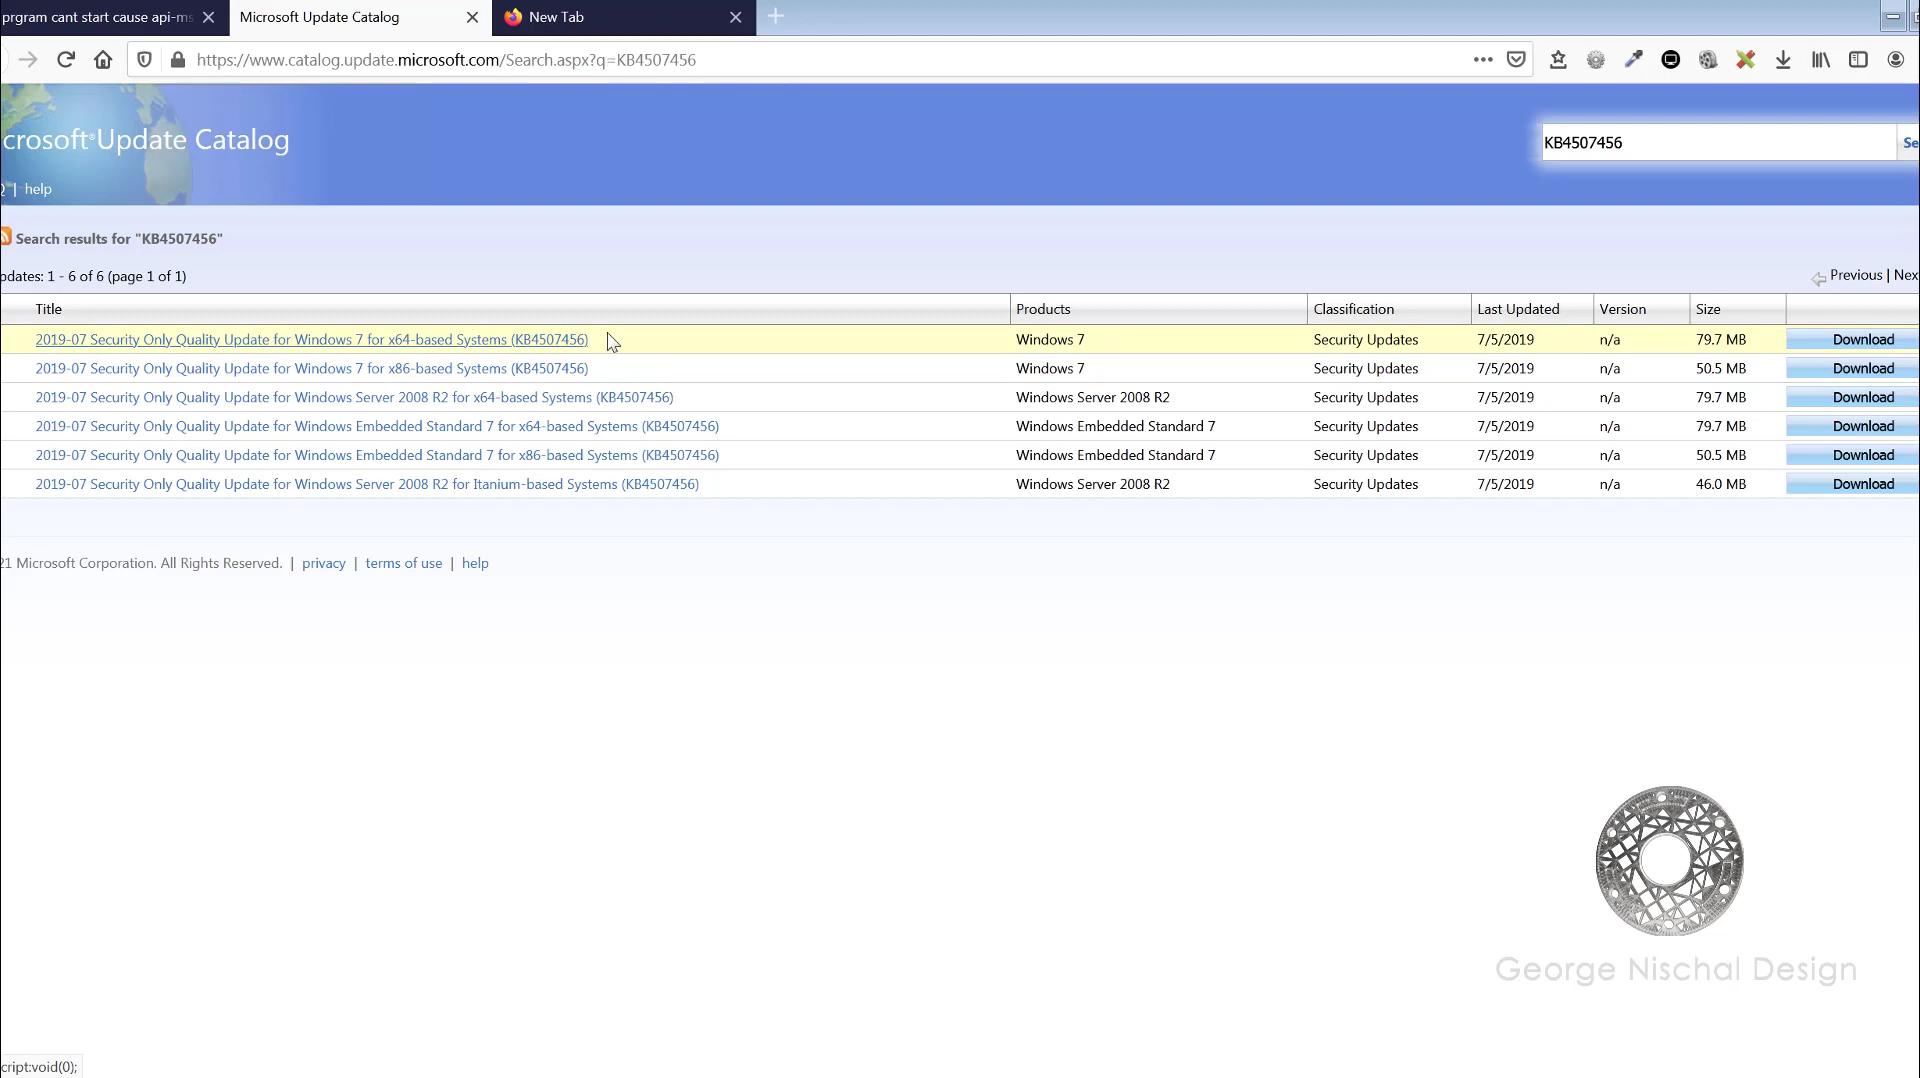 prgram cant start cause api-ms
Microsoft Update Catalog
New Tab
https://www.catalog.update.microsoft.com/Search.aspx?q=KB4507456
crosoft®Update Catalog
KB4507456
Se
Q | help
Search results for "KB4507456"
pdates: 1 - 6 of 6 (page 1 of 1)
Previous | Nex
Title Products Classification Last Updated Version Size
2019-07 Security Only Quality Update for Windows 7 for x64-based Systems (KB4507456) Windows 7 Security Updates 7/5/2019 n/a 79.7 MB Download
2019-07 Security Only Quality Update for Windows 7 for x86-based Systems (KB4507456) Windows 7 Security Updates 7/5/2019 n/a 50.5 MB Download
2019-07 Security Only Quality Update for Windows Server 2008 R2 for x64-based Systems (KB4507456) Windows Server 2008 R2 Security Updates 7/5/2019 n/a 79.7 MB Download
2019-07 Security Only Quality Update for Windows Embedded Standard 7 for x64-based Systems (KB4507456) Windows Embedded Standard 7 Security Updates 7/5/2019 n/a 79.7 MB Download
2019-07 Security Only Quality Update for Windows Embedded Standard 7 for x86-based Systems (KB4507456) Windows Embedded Standard 7 Security Updates 7/5/2019 n/a 50.5 MB Download
2019-07 Security Only Quality Update for Windows Server 2008 R2 for Itanium-based Systems (KB4507456) Windows Server 2008 R2 Security Updates 7/5/2019 n/a 46.0 MB Download
21 Microsoft Corporation. All Rights Reserved. | privacy | terms of use | help
George Nischal Design
cript:void(0);